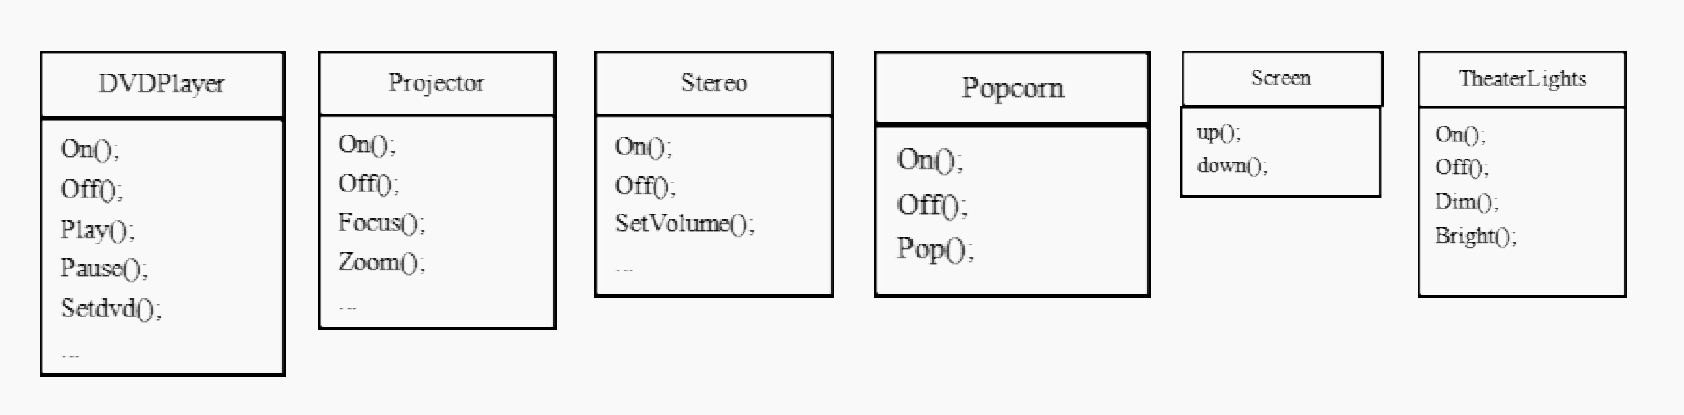 DVDPlayer
On();
Off();
Play();
Pause();
Setdvd();
...
Projector
On();
Off();
Focus();
Zoom();
...
Stereo
On();
Off();
SetVolume();
...
Popcorn
On();
Off();
Pop();
Screen
up();
down();
TheaterLights
On();
Off();
Dim();
Bright();